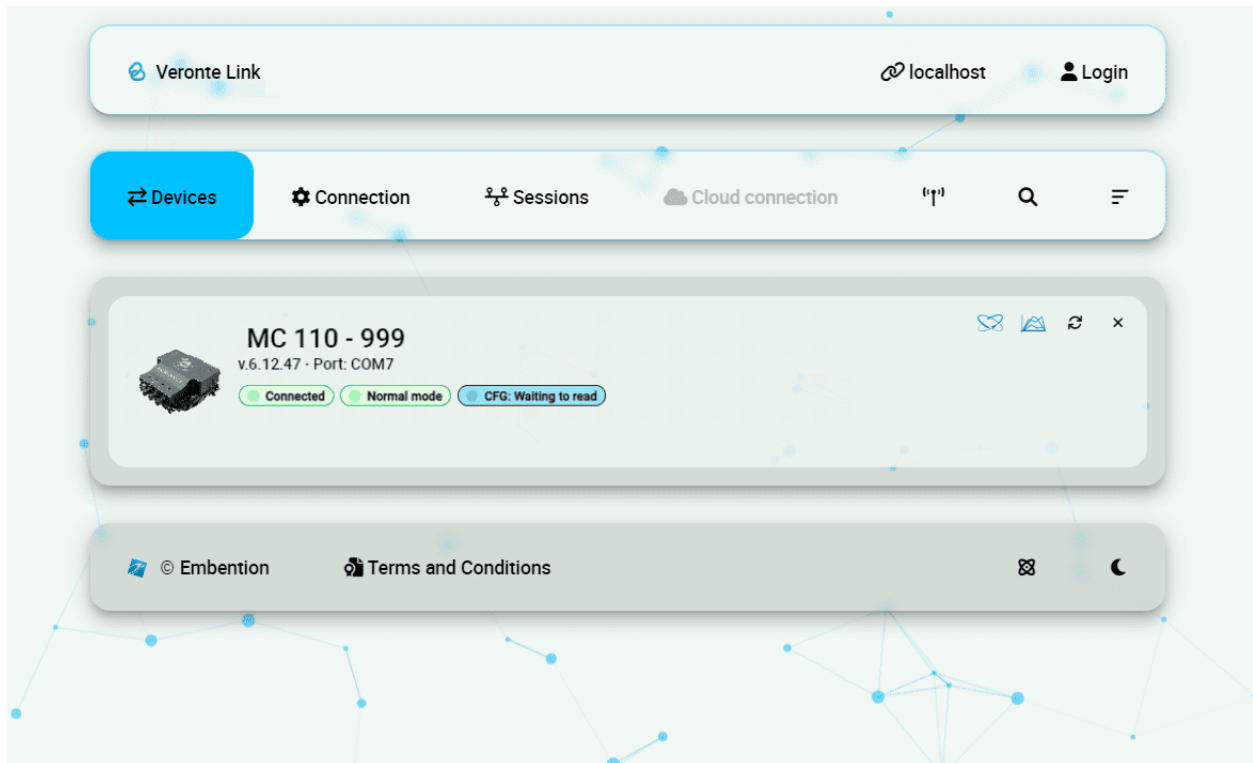 Veronte Link localhost Login
Devices Connection Sessions Cloud connection
MC 110 - 999
v.6.12.47 · Port: COM7
Connected Normal mode CFG: Waiting to read
© Embention Terms and Conditions